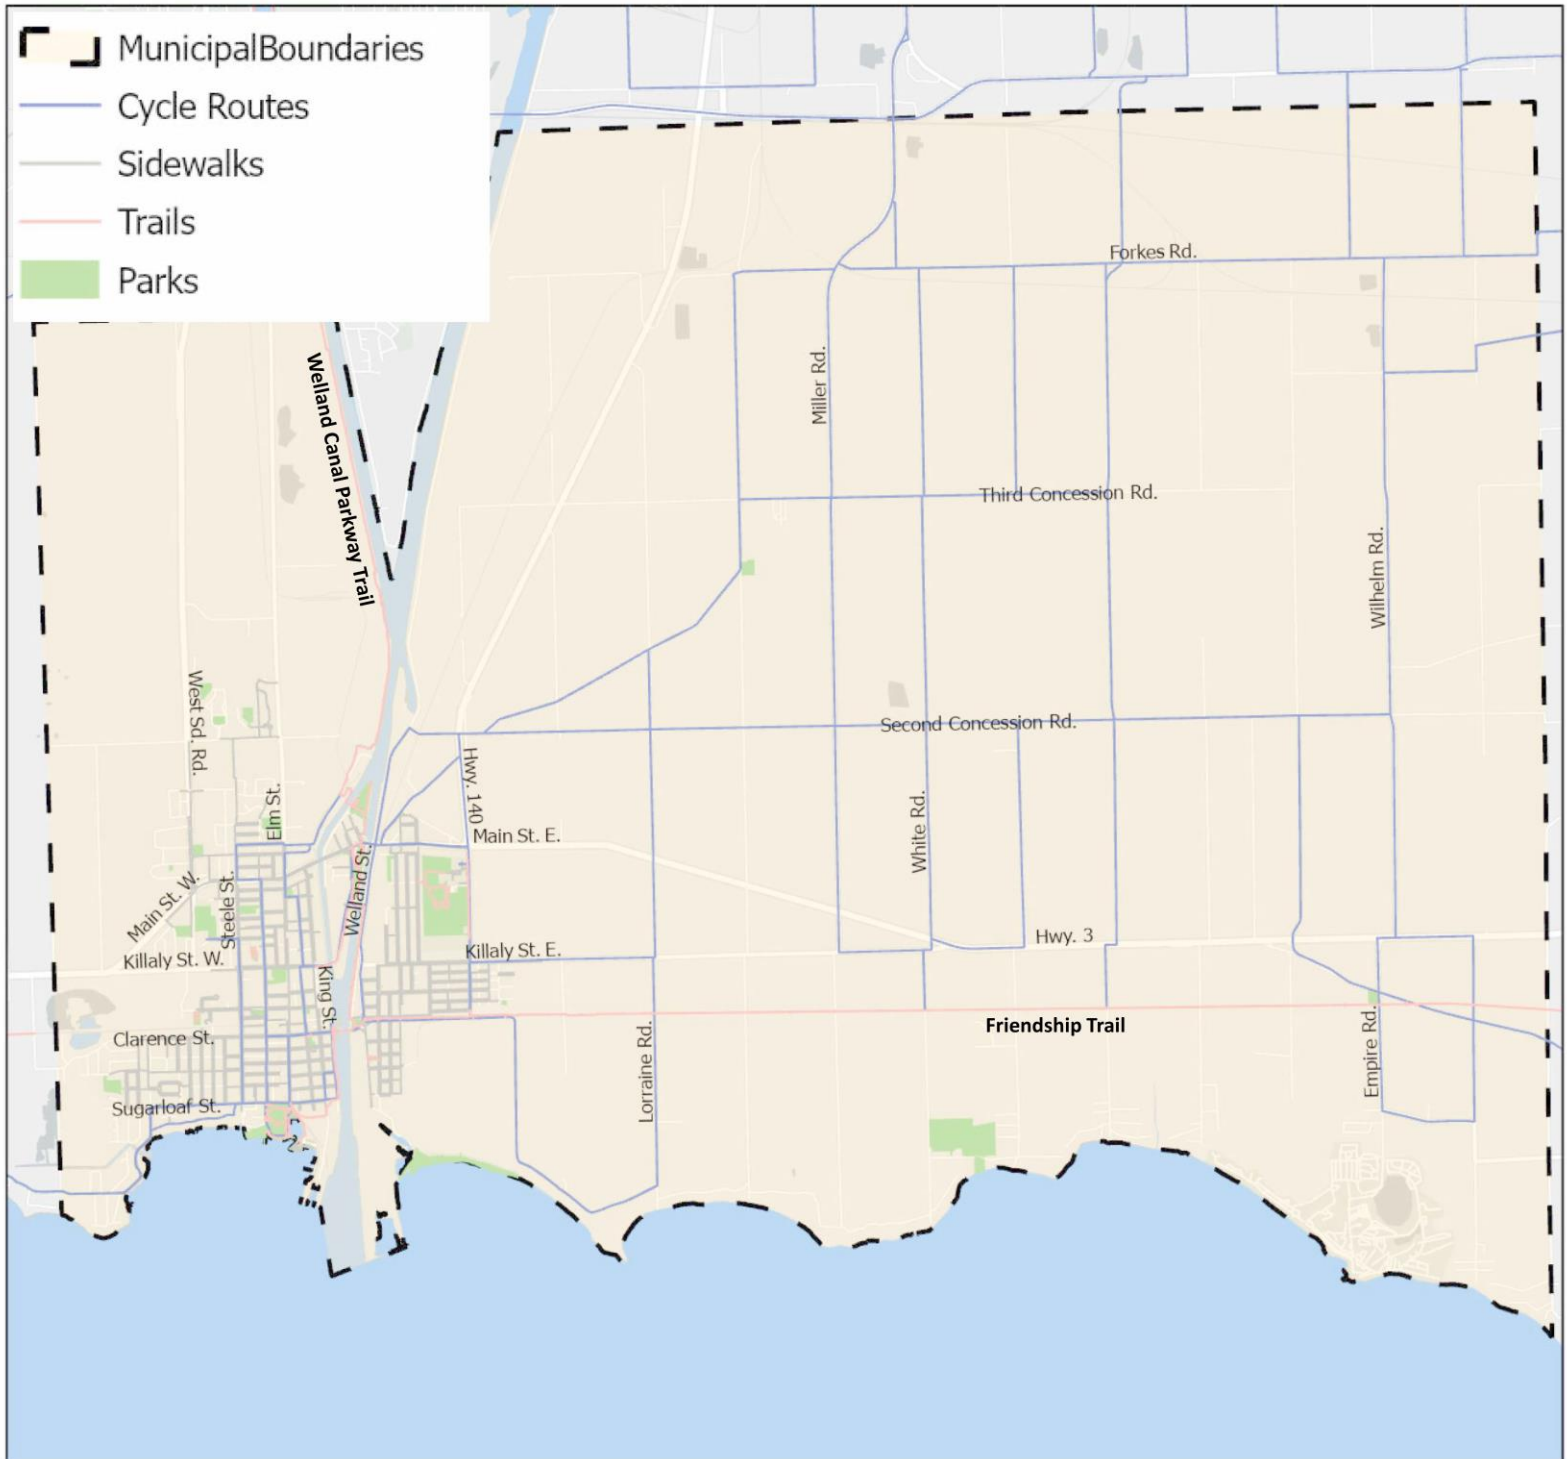 MunicipalBoundaries
Cycle Routes
Sidewalks
Trails
Parks
Forkes Rd.
Welland Canal Parkway Trail
Miller Rd.
Third Concession Rd.
Wilhelm Rd.
West Sd. Rd.
Second Concession Rd.
Hwy. 140
Elm St.
Main St. E.
White Rd.
Welland St.
Main St. W.
Steele St.
Killaly St. E.
Hwy. 3
Killaly St. W.
King St.
Clarence St.
Friendship Trail
Lorraine Rd.
Empire Rd.
Sugarloaf St.